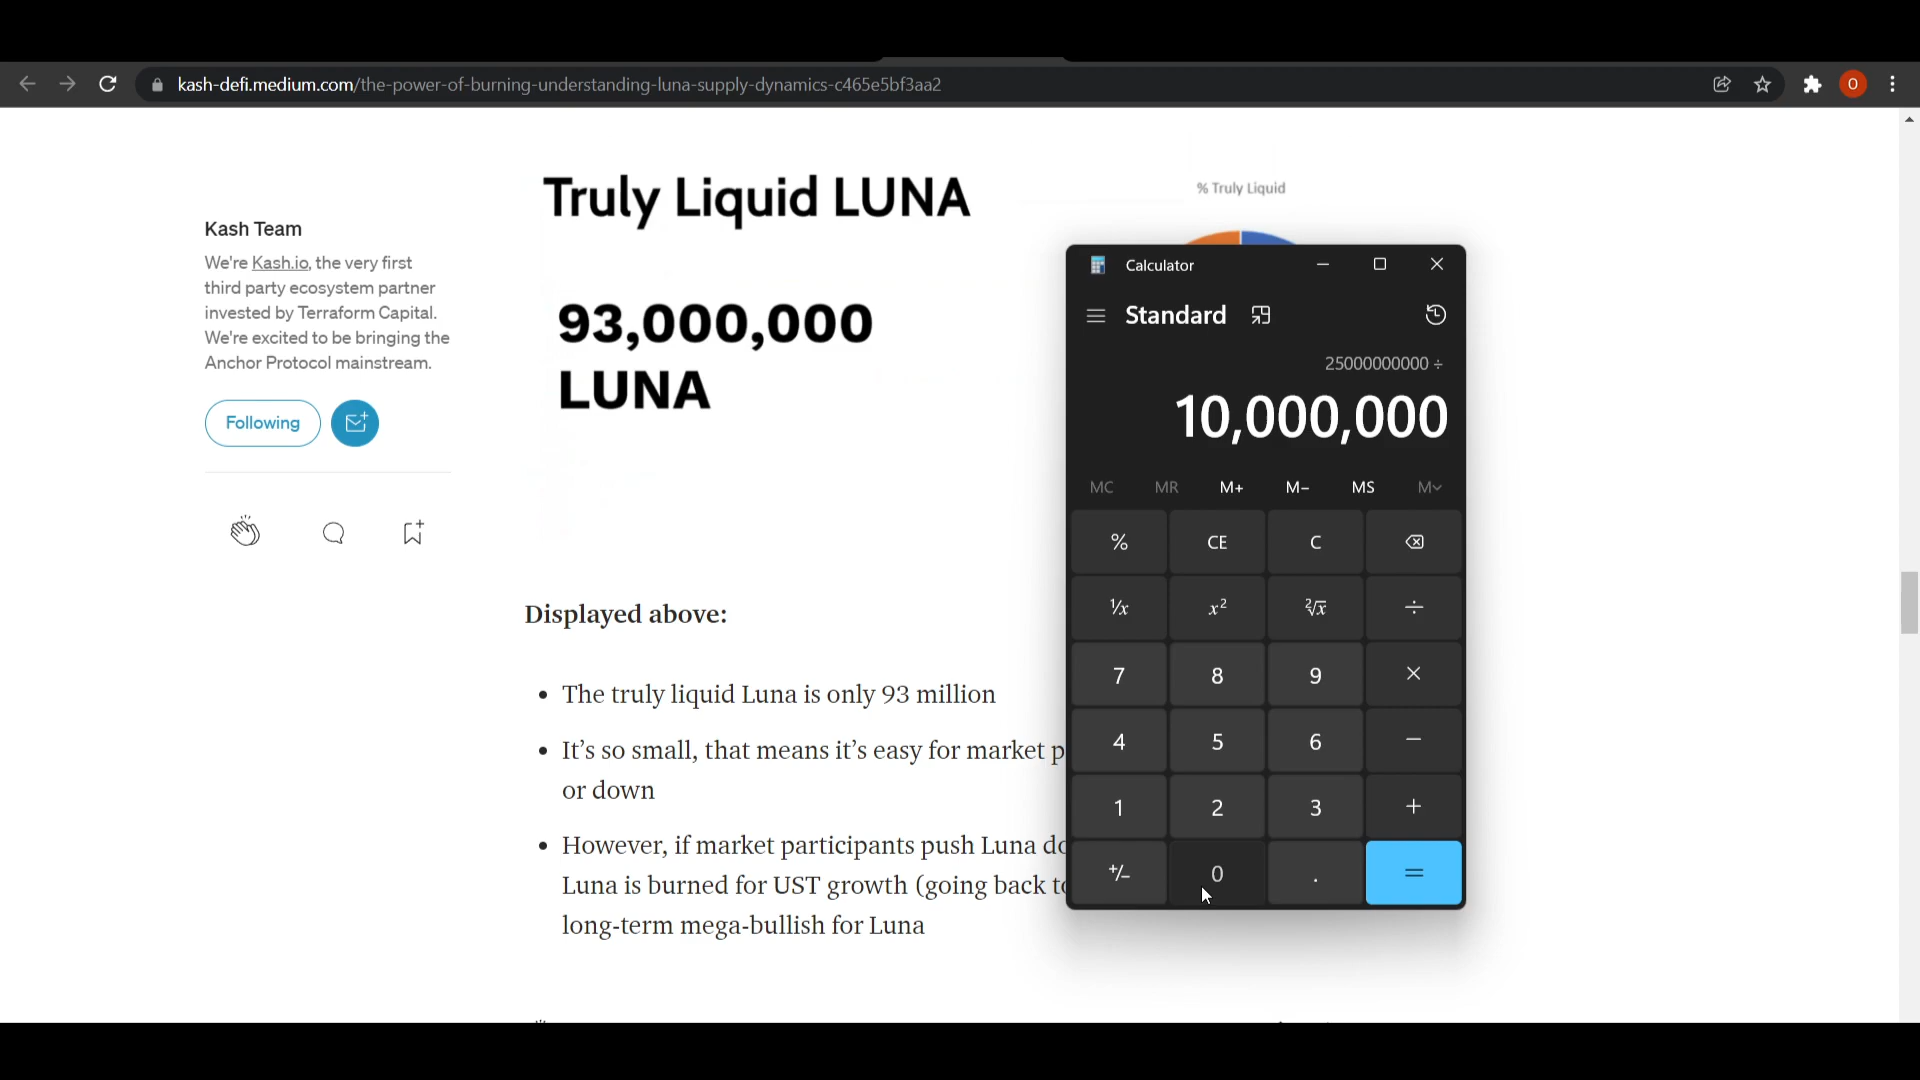 kash-defi.medium.com/the-power-of-burning-understanding-luna-supply-dynamics-c465e5bf3aa2
O
Kash Team
We're Kash.io, the very first
third party ecosystem partner
invested by Terraform Capital.
We're excited to be bringing the
Anchor Protocol mainstream.
Following
Truly Liquid LUNA
93,000,000
LUNA
% Truly Liquid
Displayed above:
• The truly liquid Luna is only 93 million
• It's so small, that means it's easy for market p
or down
• However, if market participants push Luna do
Luna is burned for UST growth (going back to
long-term mega-bullish for Luna
Calculator
Standard
25000000000 ÷
10,000,000
MC MR M+ M− MS M˅
% CE C
¹/x x² ²√x ÷
7 8 9 ×
4 5 6 −
1 2 3 +
+/− 0 . =